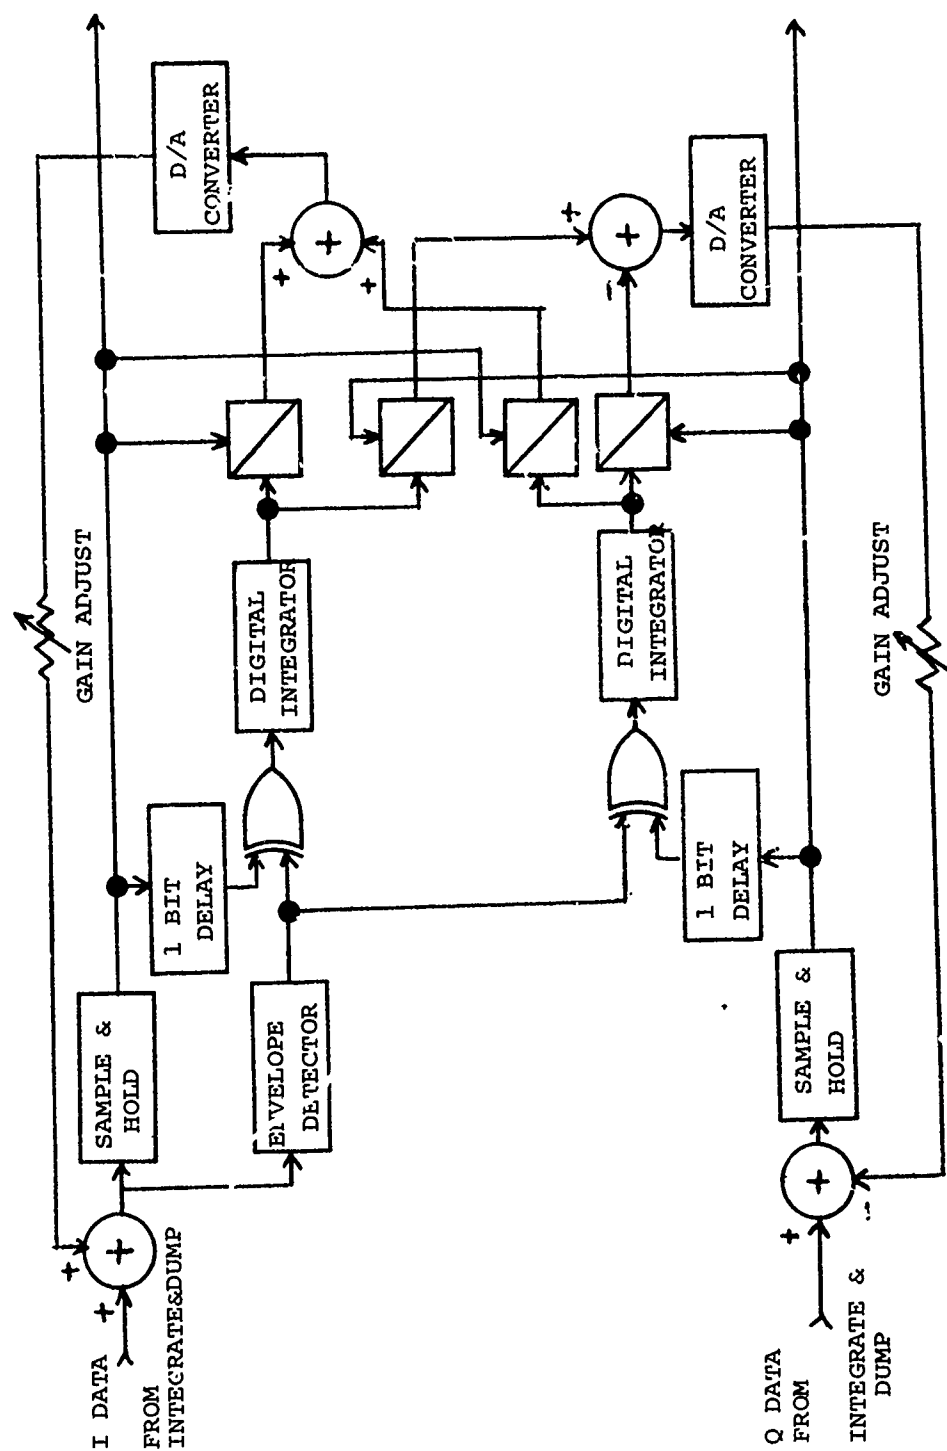 I DATA
FROM
INTEGRATE&DUMP
+
+
+
SAMPLE &
HOLD
ENVELOPE
DETECTOR
1 BIT
DELAY
GAIN ADJUST
DIGITAL
INTEGRATOR
+
+
+
D/A
CONVERTER
Q DATA
FROM
INTEGRATE &
DUMP
+
-
+
SAMPLE &
HOLD
1 BIT
DELAY
DIGITAL
INTEGRATOR
GAIN ADJUST
+
-
+
D/A
CONVERTER